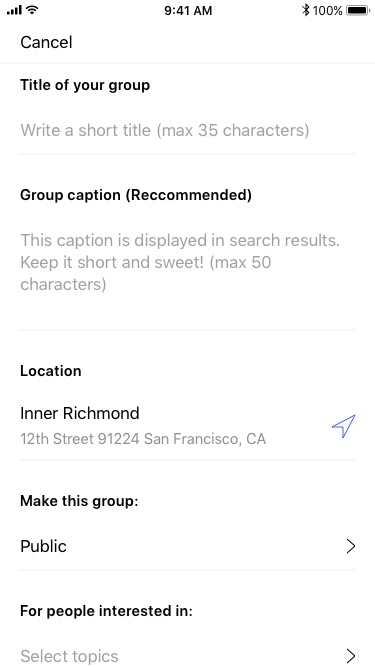 9:41 AM
100%
Cancel
Title of your group
Write a short title (max 35 characters)
Group caption (Reccommended)
This caption is displayed in search results.
Keep it short and sweet! (max 50
characters)
Location
Inner Richmond
12th Street 91224 San Francisco, CA
Make this group:
Public
For people interested in:
Select topics